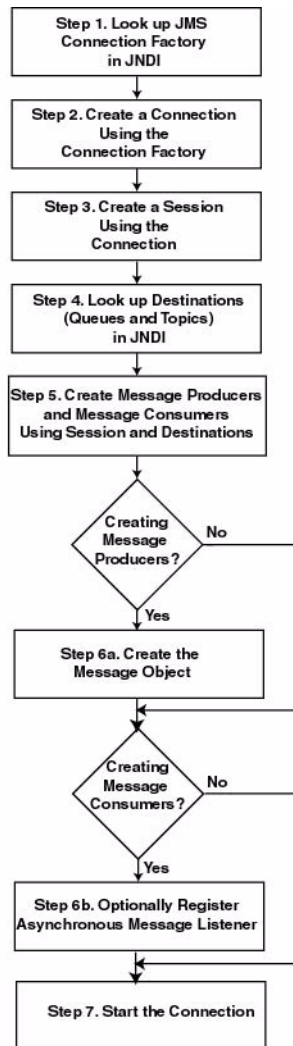 Step 1. Look up JMS
Connection Factory
in JNDI
Step 2. Create a Connection
Using the
Connection Factory
Step 3. Create a Session
Using the
Connection
Step 4. Look up Destinations
(Queues and Topics)
in JNDI
Step 5. Create Message Producers
and Message Consumers
Using Session and Destinations
Creating
Message
Producers?
No
Yes
Step 6a. Create the
Message Object
Creating
Message
Consumers?
No
Yes
Step 6b. Optionally Register
Asynchronous Message Listener
Step 7. Start the Connection